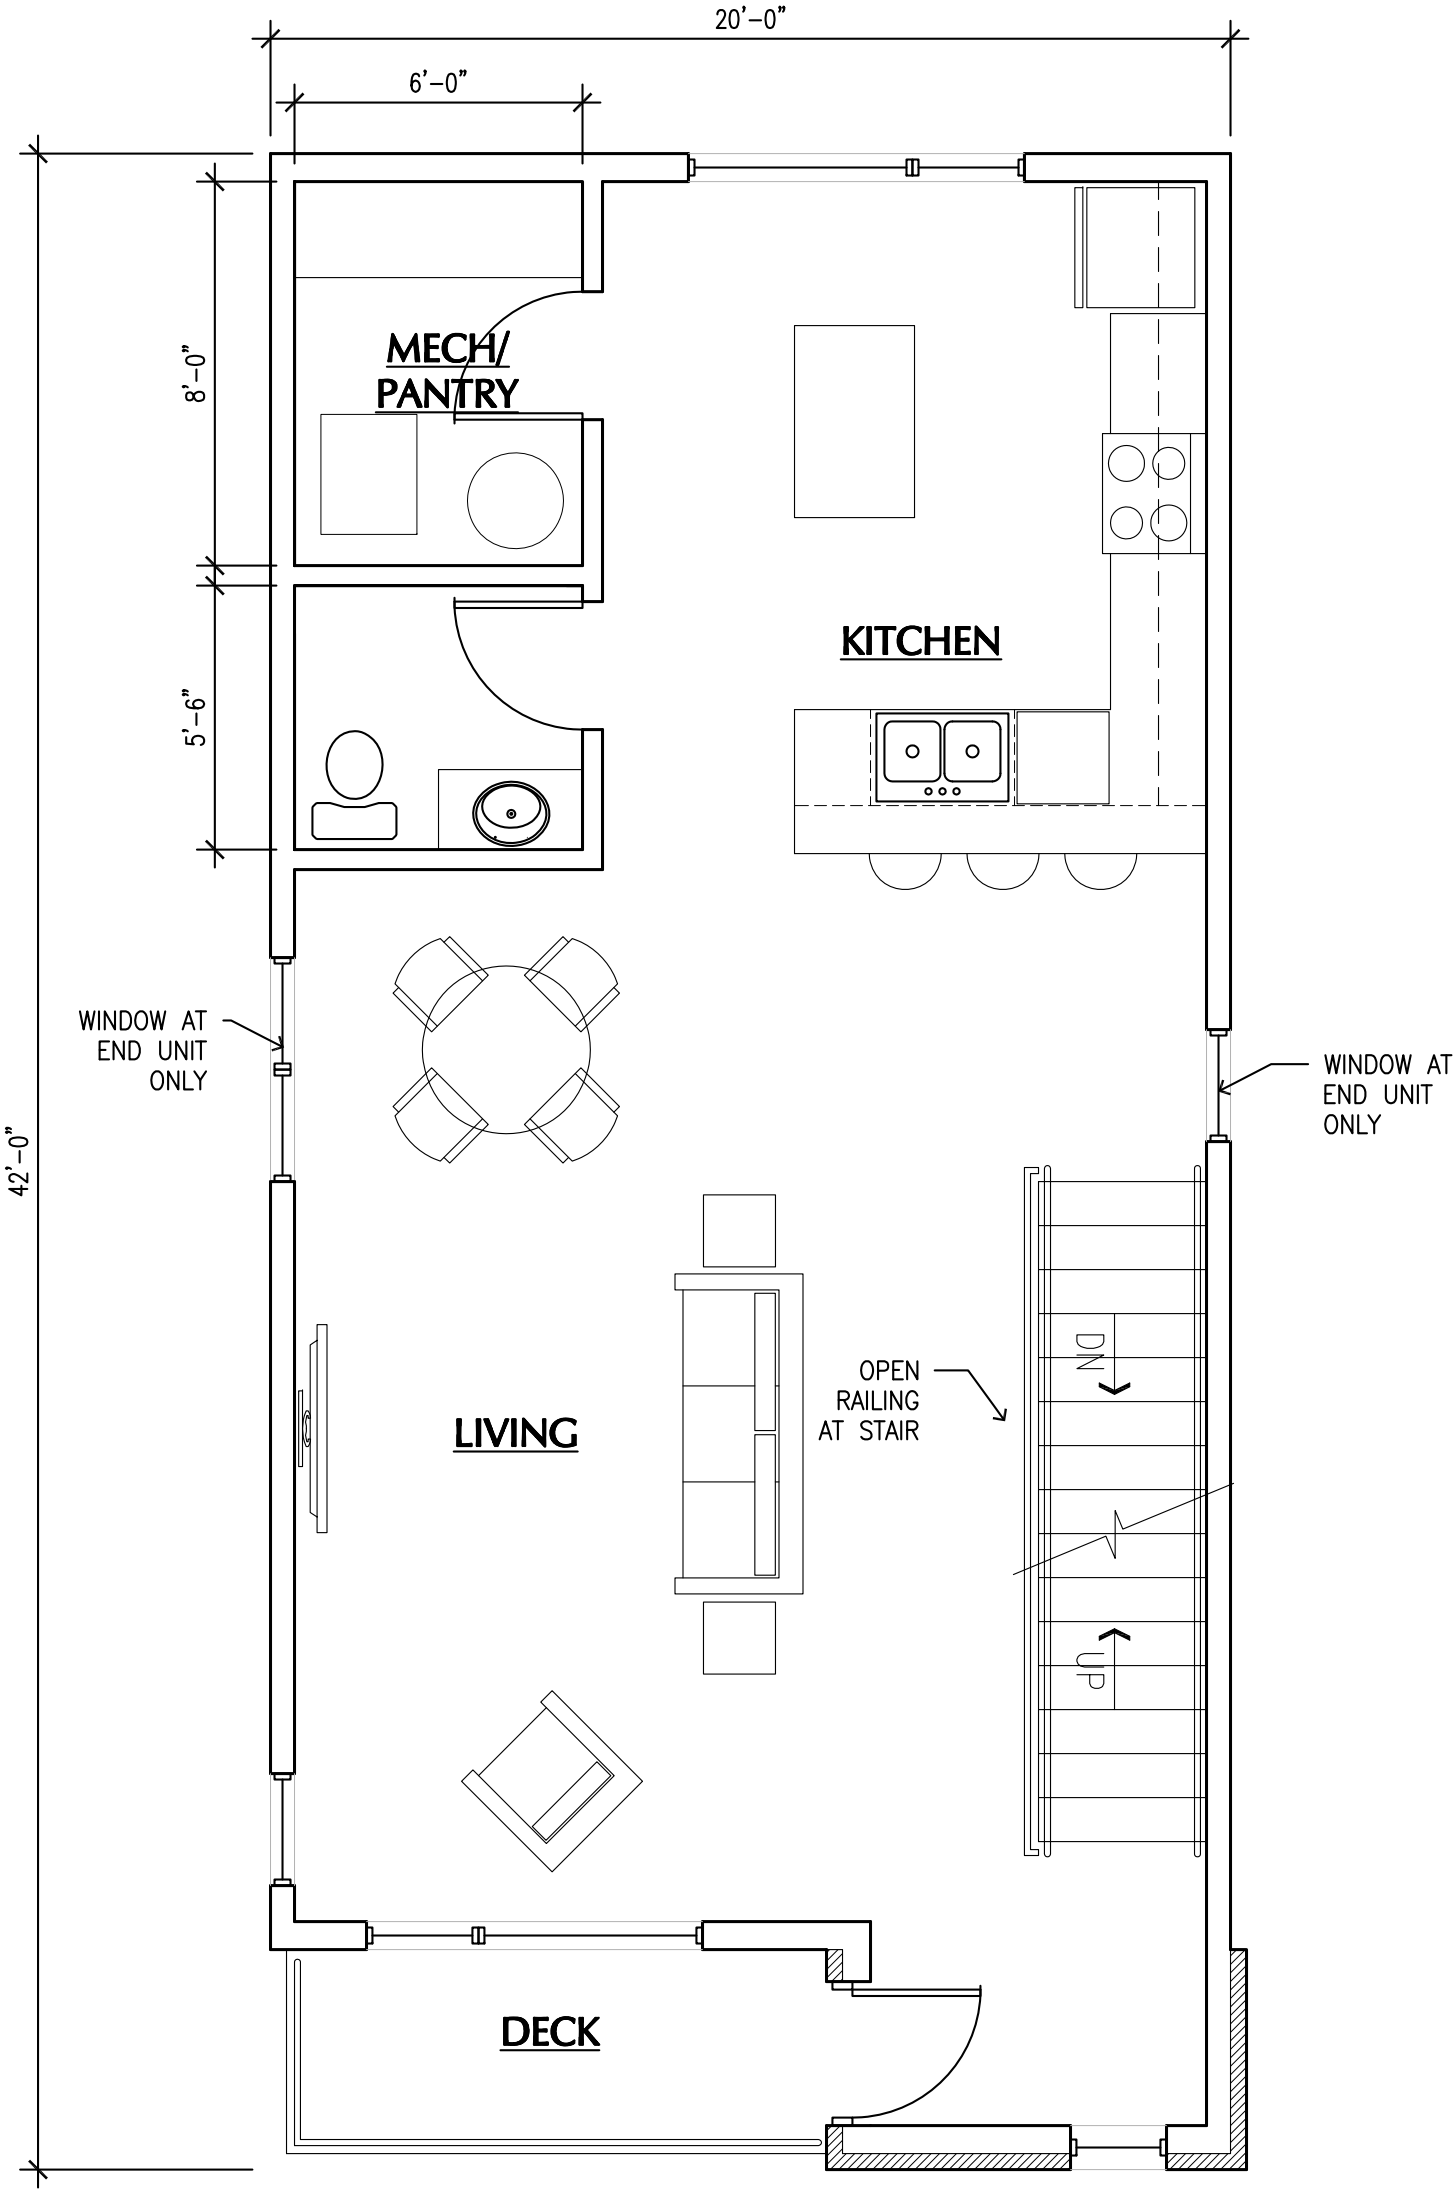 20'-0"
6'-0"
8'-0"
MECH/
PANTRY
KITCHEN
5'-6"
WINDOW AT
END UNIT
ONLY
WINDOW AT
END UNIT
ONLY
42'-0"
DN
OPEN
RAILING
AT STAIR
LIVING
UP
DECK